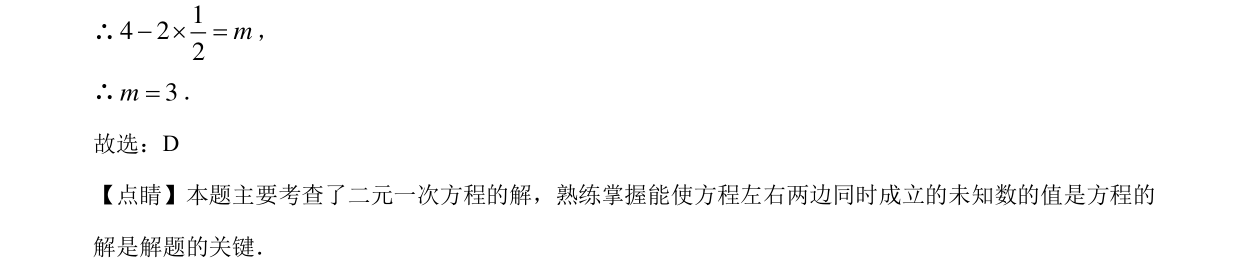 ∴ 4 − 2 × 1/2 = m，
∴ m = 3．
故选：D
【点睛】本题主要考查了二元一次方程的解，熟练掌握能使方程左右两边同时成立的未知数的值是方程的
解是解题的关键．